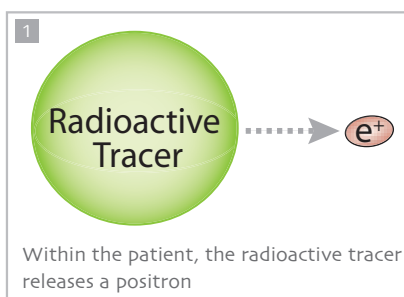 1
Radioactive
Tracer
e⁺
Within the patient, the radioactive tracer
releases a positron